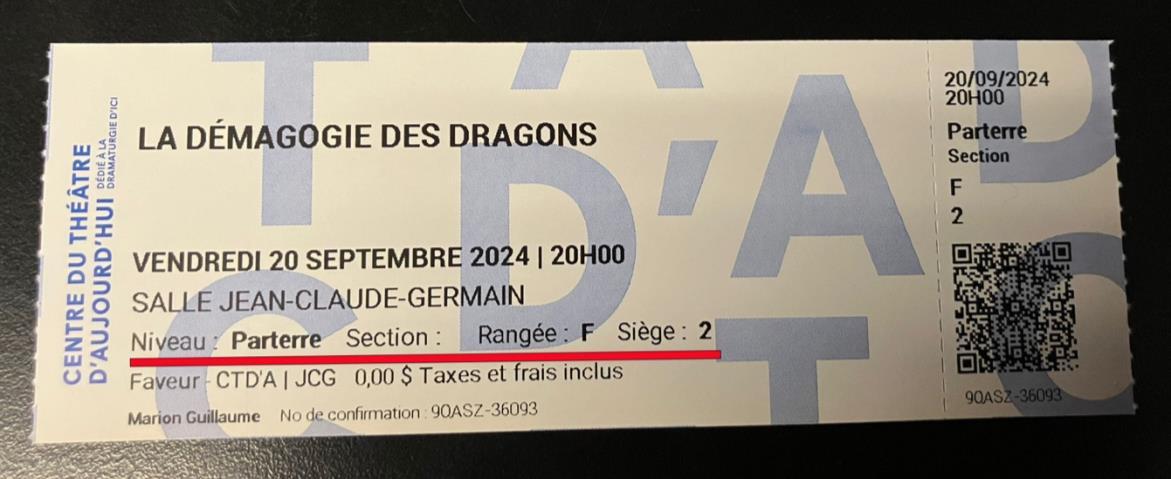 CENTRE DU THÉÂTRE
D'AUJOURD'HUI
DÉDIÉ À LA
DRAMATURGIE D'ICI
LA DÉMAGOGIE DES DRAGONS
VENDREDI 20 SEPTEMBRE 2024 | 20H00
SALLE JEAN-CLAUDE-GERMAIN
Niveau : Parterre Section : Rangée : F Siège : 2
Faveur - CTD'A | JCG 0,00 $ Taxes et frais inclus
Marion Guillaume No de confirmation : 90ASZ-36093
20/09/2024
20H00
Parterre
Section
F
2
90ASZ-36093
T D'A
C T D'A
C